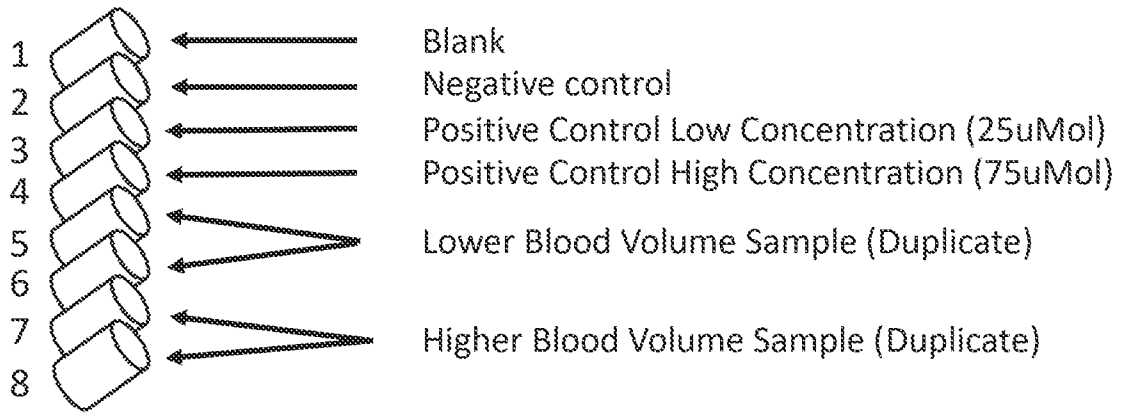 1
Blank
2
Negative control
3
Positive Control Low Concentration (25uMol)
4
Positive Control High Concentration (75uMol)
5
Lower Blood Volume Sample (Duplicate)
6
7
Higher Blood Volume Sample (Duplicate)
8